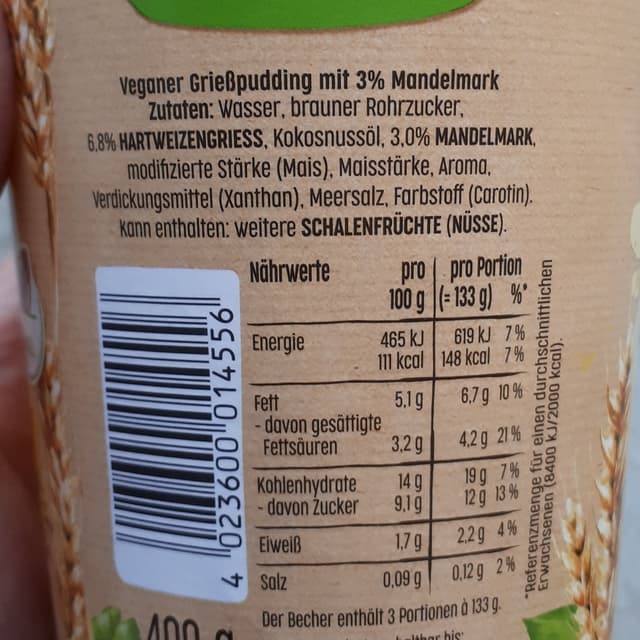 Veganer Grießpudding mit 3% Mandelmark
Zutaten: Wasser, brauner Rohrzucker,
6,8% HARTWEIZENGRIESS, Kokosnussöl, 3,0% MANDELMARK,
modifizierte Stärke (Mais), Maisstärke, Aroma,
Verdickungsmittel (Xanthan), Meersalz, Farbstoff (Carotin).
Kann enthalten: weitere SCHALENFRÜCHTE (NÜSSE).
Nährwerte pro 100 g pro Portion (= 133 g) %*
Energie 465 kJ 619 kJ 7%
111 kcal 148 kcal 7%
Fett 5,1 g 6,7 g 10%
- davon gesättigte
Fettsäuren 3,2 g 4,2 g 21%
Kohlenhydrate 14 g 19 g 7%
- davon Zucker 9,1 g 12 g 13%
Eiweiß 1,7 g 2,2 g 4%
Salz 0,09 g 0,12 g 2%
*Referenzmenge für einen durchschnittlichen
Erwachsenen (8400 kJ/2000 kcal).
4 023600 014556
Der Becher enthält 3 Portionen à 133 g.
400 g
bis: